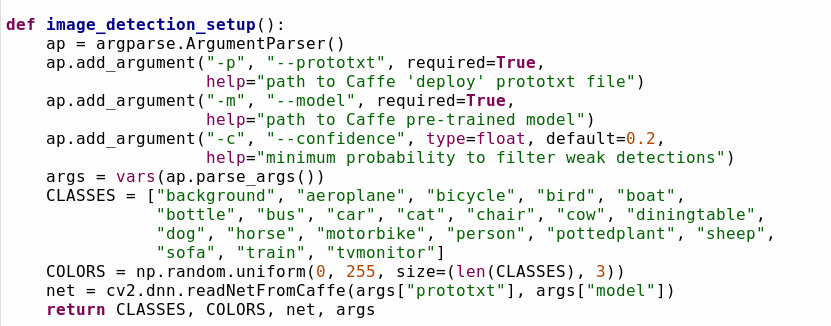 def image_detection_setup():
    ap = argparse.ArgumentParser()
    ap.add_argument("-p", "--prototxt", required=True,
                    help="path to Caffe 'deploy' prototxt file")
    ap.add_argument("-m", "--model", required=True,
                    help="path to Caffe pre-trained model")
    ap.add_argument("-c", "--confidence", type=float, default=0.2,
                    help="minimum probability to filter weak detections")
    args = vars(ap.parse_args())
    CLASSES = ["background", "aeroplane", "bicycle", "bird", "boat",
               "bottle", "bus", "car", "cat", "chair", "cow", "diningtable",
               "dog", "horse", "motorbike", "person", "pottedplant", "sheep",
               "sofa", "train", "tvmonitor"]
    COLORS = np.random.uniform(0, 255, size=(len(CLASSES), 3))
    net = cv2.dnn.readNetFromCaffe(args["prototxt"], args["model"])
    return CLASSES, COLORS, net, args